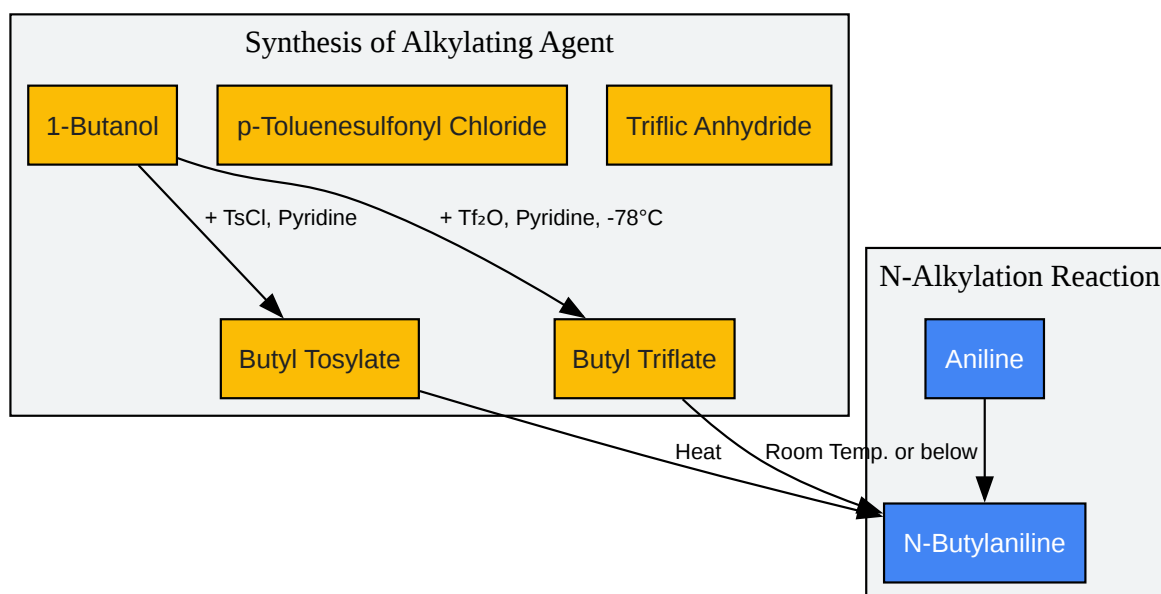 Synthesis of Alkylating Agent
1-Butanol
p-Toluenesulfonyl Chloride
Triflic Anhydride
+ TsCl, Pyridine
+ Tf₂O, Pyridine, -78°C
N-Alkylation Reaction
Butyl Tosylate
Butyl Triflate
Aniline
Heat
Room Temp. or below
N-Butylaniline